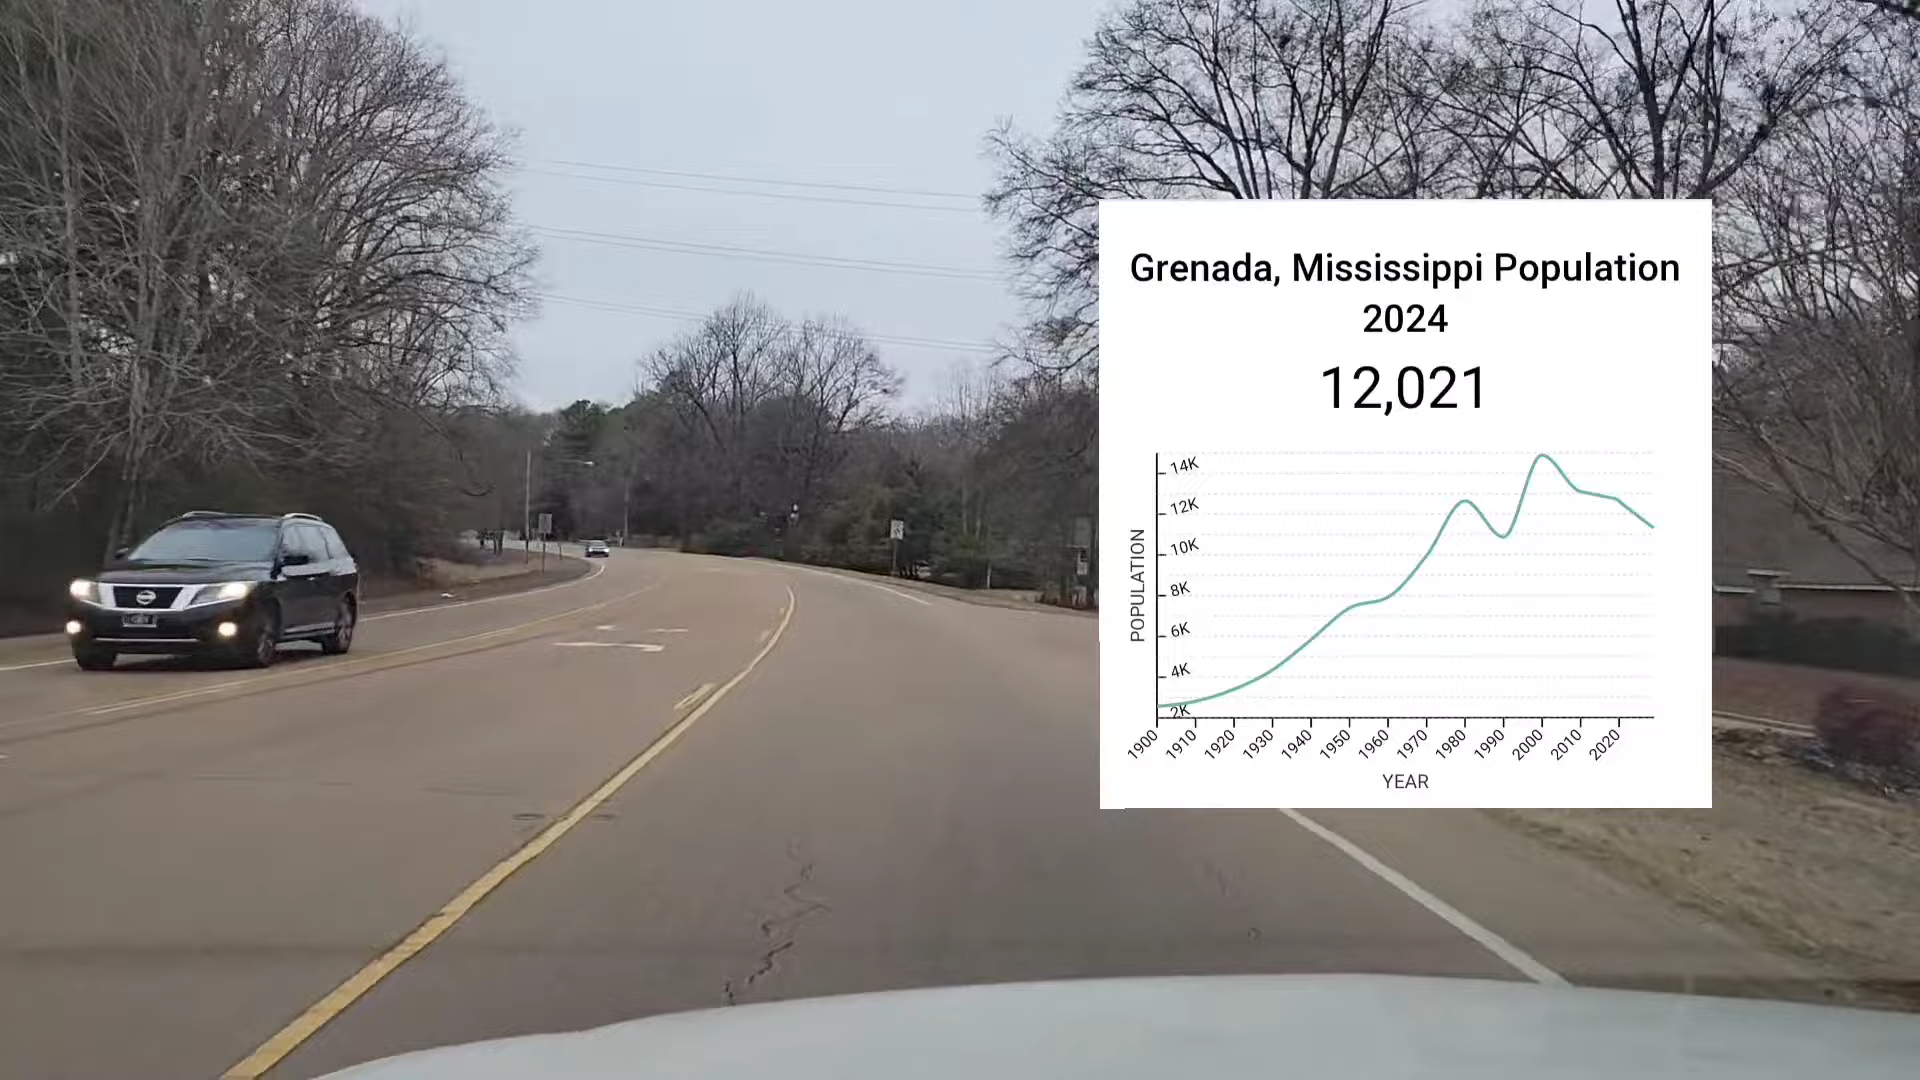 Grenada, Mississippi Population
2024
12,021
POPULATION
14K
12K
10K
8K
6K
4K
2K
1900 1910 1920 1930 1940 1950 1960 1970 1980 1990 2000 2010 2020
YEAR